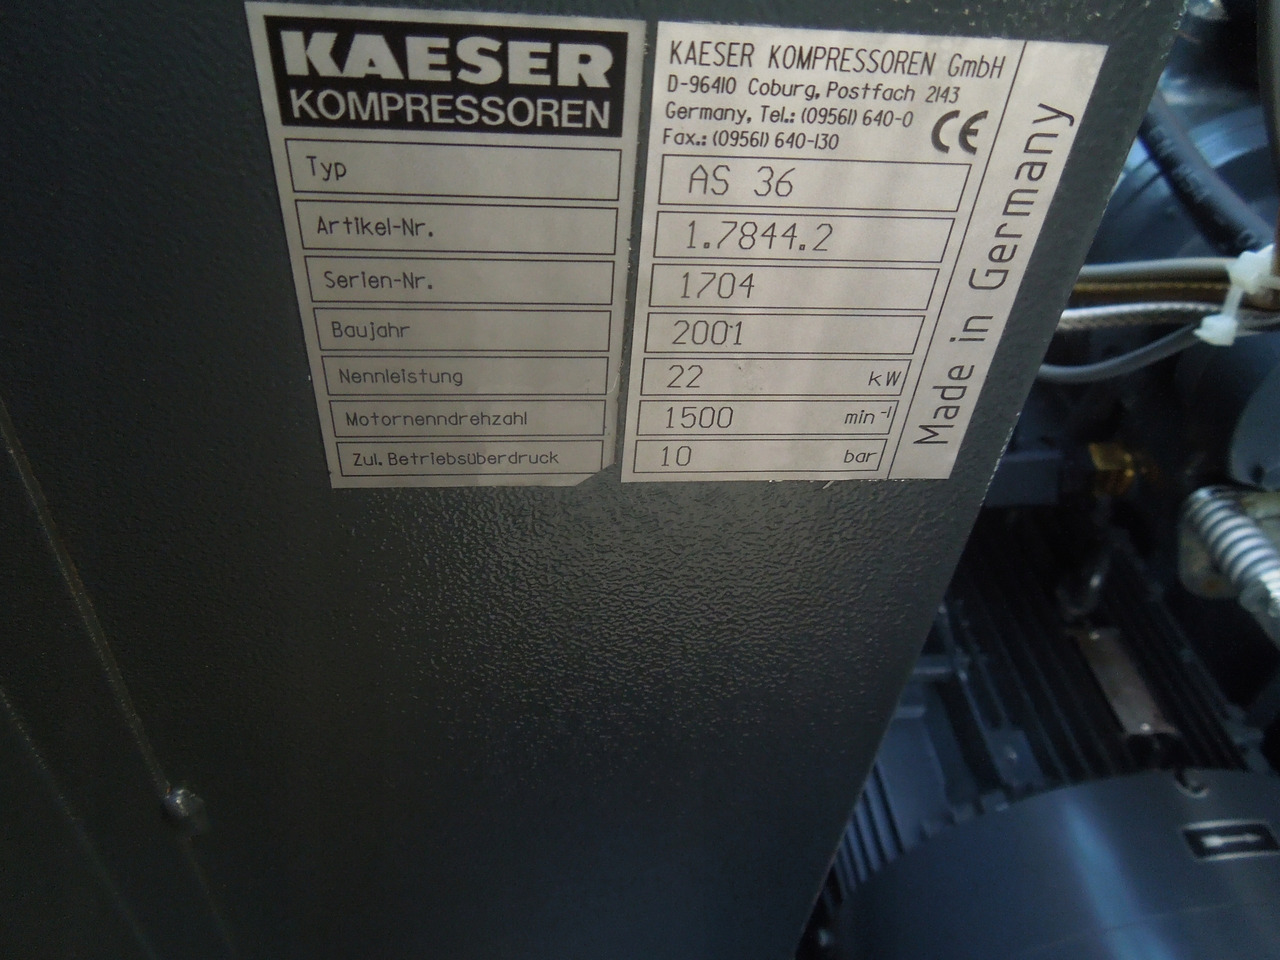 KAESER
KOMPRESSOREN
KAESER KOMPRESSOREN GmbH
D-96410 Coburg, Postfach 2143
Germany, Tel.: (09561) 640-0
Fax.: (09561) 640-130
CE
Typ AS 36
Artikel-Nr. 1.7844.2
Serien-Nr. 1704
Baujahr 2001
Nennleistung 22 kW
Motornenndrehzahl 1500 min⁻¹
Zul. Betriebsüberdruck 10 bar
Made in Germany